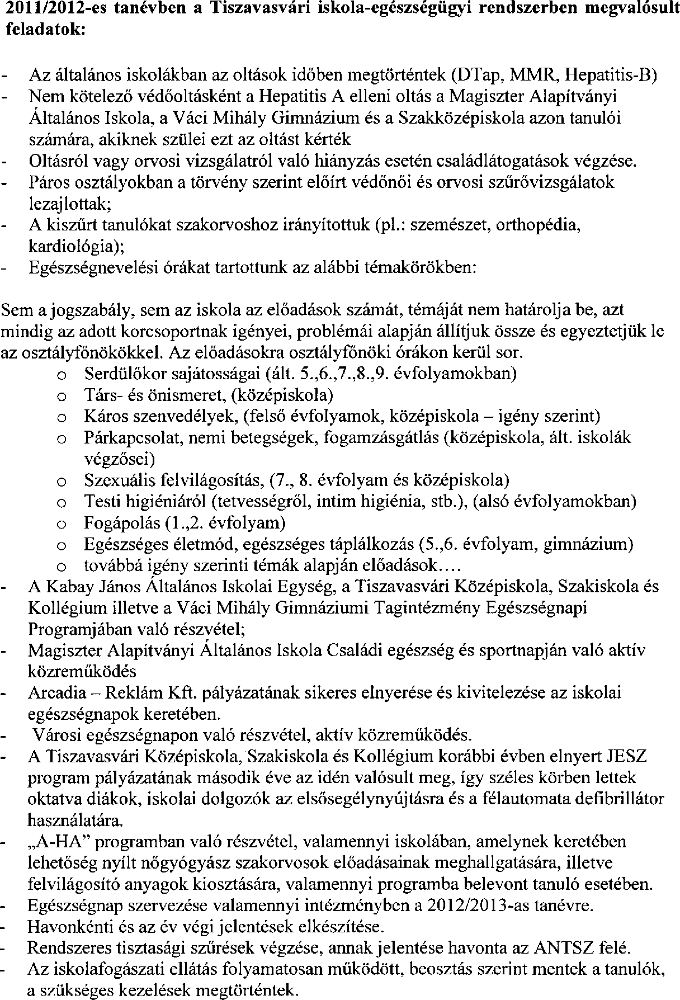 2011/2012-es tanévben a Tiszavasvári iskola-egészségügyi rendszerben megvalósult
feladatok:
- Az általános iskolákban az oltások időben megtörténtek (DTap, MMR, Hepatitis-B)
- Nem kötelező védőoltásként a Hepatitis A elleni oltás a Magiszter Alapítványi
Általános Iskola, a Váci Mihály Gimnázium és a Szakközépiskola azon tanulói
számára, akiknek szülei ezt az oltást kérték
- Oltásról vagy orvosi vizsgálatról való hiányzás esetén családlátogatások végzése.
- Páros osztályokban a törvény szerint előírt védőnői és orvosi szűrővizsgálatok
lezajlottak;
- A kiszűrt tanulókat szakorvoshoz irányítottuk (pl.: szemészet, orthopédia,
kardiológia);
- Egészségnevelési órákat tartottunk az alábbi témakörökben:
Sem a jogszabály, sem az iskola az előadások számát, témáját nem határolja be, azt
mindig az adott korcsoportnak igényei, problémái alapján állítjuk össze és egyeztetjük le
az osztályfőnökökkel. Az előadásokra osztályfőnöki órákon kerül sor.
o Serdülőkor sajátosságai (ált. 5.,6.,7.,8.,9. évfolyamokban)
o Társ- és önismeret, (középiskola)
o Káros szenvedélyek, (felső évfolyamok, középiskola – igény szerint)
o Párkapcsolat, nemi betegségek, fogamzásgátlás (középiskola, ált. iskolák
végzősei)
o Szexuális felvilágosítás, (7., 8. évfolyam és középiskola)
o Testi higiéniáról (tetvességről, intim higiénia, stb.), (alsó évfolyamokban)
o Fogápolás (1.,2. évfolyam)
o Egészséges életmód, egészséges táplálkozás (5.,6. évfolyam, gimnázium)
o továbbá igény szerinti témák alapján előadások....
- A Kabay János Általános Iskolai Egység, a Tiszavasvári Középiskola, Szakiskola és
Kollégium illetve a Váci Mihály Gimnáziumi Tagintézmény Egészségnapi
Programjában való részvétel;
- Magiszter Alapítványi Általános Iskola Családi egészség és sportnapján való aktív
közreműködés
- Arcadia – Reklám Kft. pályázatának sikeres elnyerése és kivitelezése az iskolai
egészségnapok keretében.
- Városi egészségnapon való részvétel, aktív közreműködés.
- A Tiszavasvári Középiskola, Szakiskola és Kollégium korábbi évben elnyert JESZ
program pályázatának második éve az idén valósult meg, így széles körben lettek
oktatva diákok, iskolai dolgozók az elsősegélynyújtásra és a félautomata defibrillátor
használatára.
- „A-HA” programban való részvétel, valamennyi iskolában, amelynek keretében
lehetőség nyílt nőgyógyász szakorvosok előadásainak meghallgatására, illetve
felvilágosító anyagok kiosztására, valamennyi programba belevont tanuló esetében.
- Egészségnap szervezése valamennyi intézményben a 2012/2013-as tanévre.
- Havonkénti és az év végi jelentések elkészítése.
- Rendszeres tisztasági szűrések végzése, annak jelentése havonta az ANTSZ felé.
- Az iskolafogászati ellátás folyamatosan működött, beosztás szerint mentek a tanulók,
a szükséges kezelések megtörténtek.